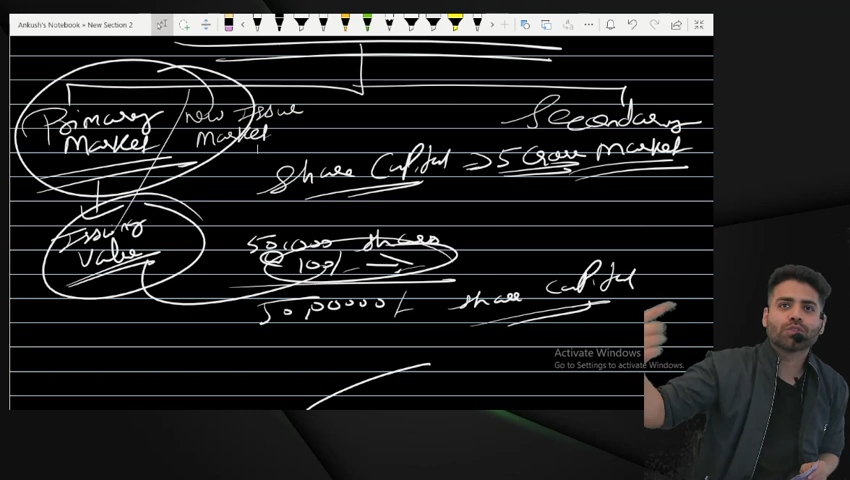 Ankush's Notebook • New Section 2
Primary Market
New Issue Market
Secondary Market
Share Capital => 5 Crore
Issuing Value
50,000 shares
@ 100/-
50,00000/- share capital
Activate Windows
Go to Settings to activate Windows.